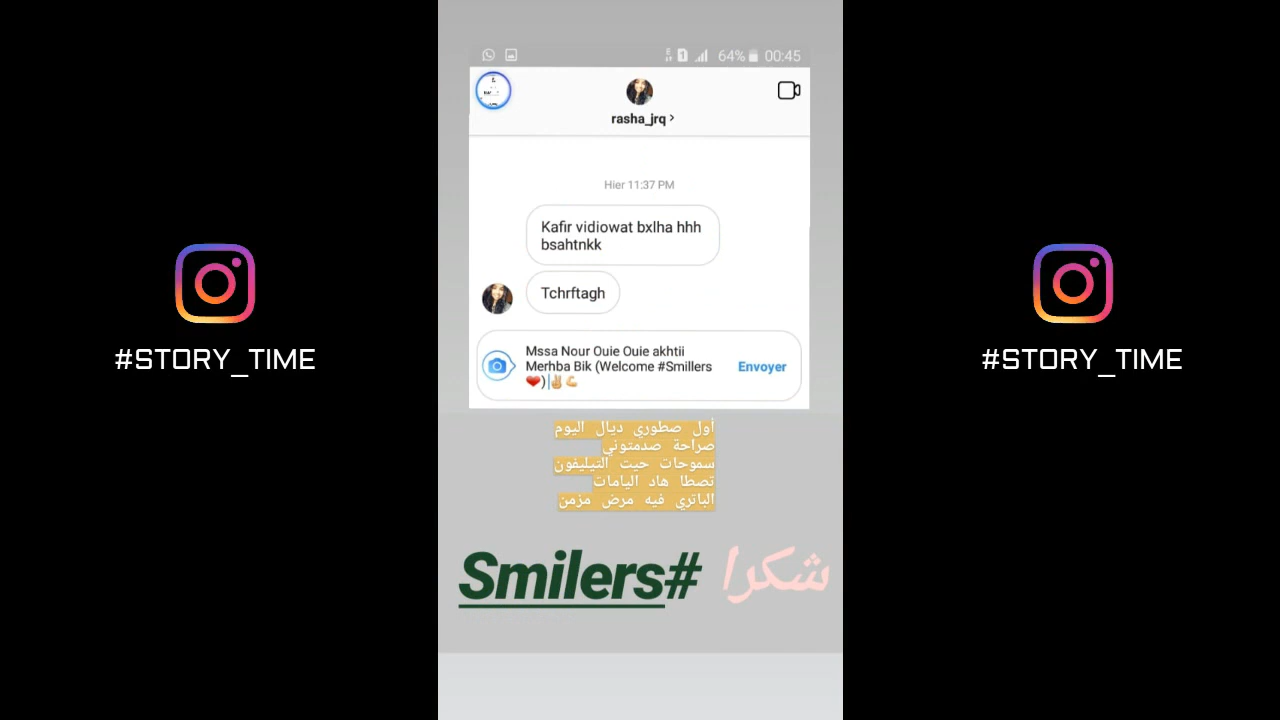 64% 00:45
rasha_jrq >
Hier 11:37 PM
Kafir vidiowat bxlha hhh
bsahtnkk
Tchrftagh
Mssa Nour Ouie Ouie akhtii
Merhba Bik (Welcome #Smillers
❤️)|✌🏼💪🏼
Envoyer
أول صطوري ديال اليوم
صراحة صدمتوني
سموحات حيت التيليفون
تصطا هاد اليامات
الباتري فيه مرض مزمن
شكرا #Smilers
#STORY_TIME
#STORY_TIME